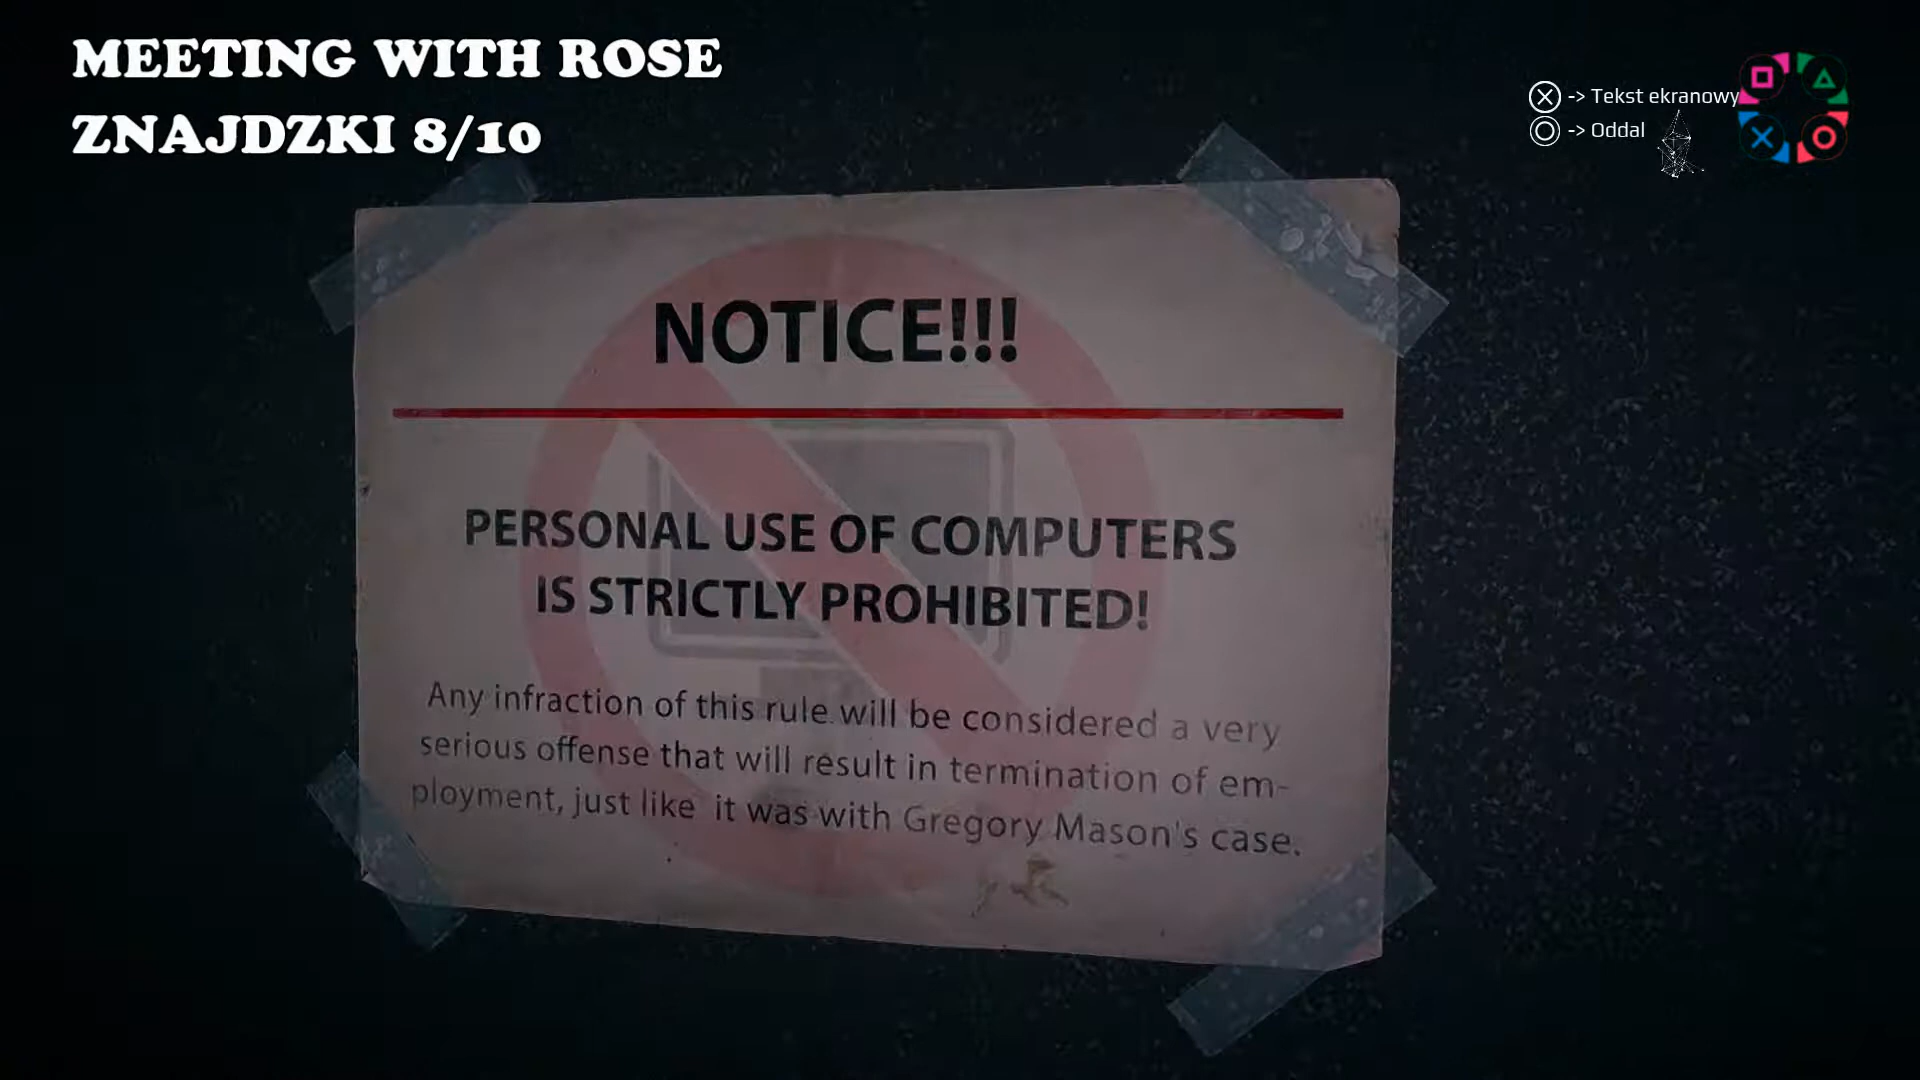 MEETING WITH ROSE
ZNAJDZKI 8/10
-> Tekst ekranowy
-> Oddal
NOTICE!!!
PERSONAL USE OF COMPUTERS
IS STRICTLY PROHIBITED!
Any infraction of this rule will be considered a very
serious offense that will result in termination of em-
ployment, just like it was with Gregory Mason's case.